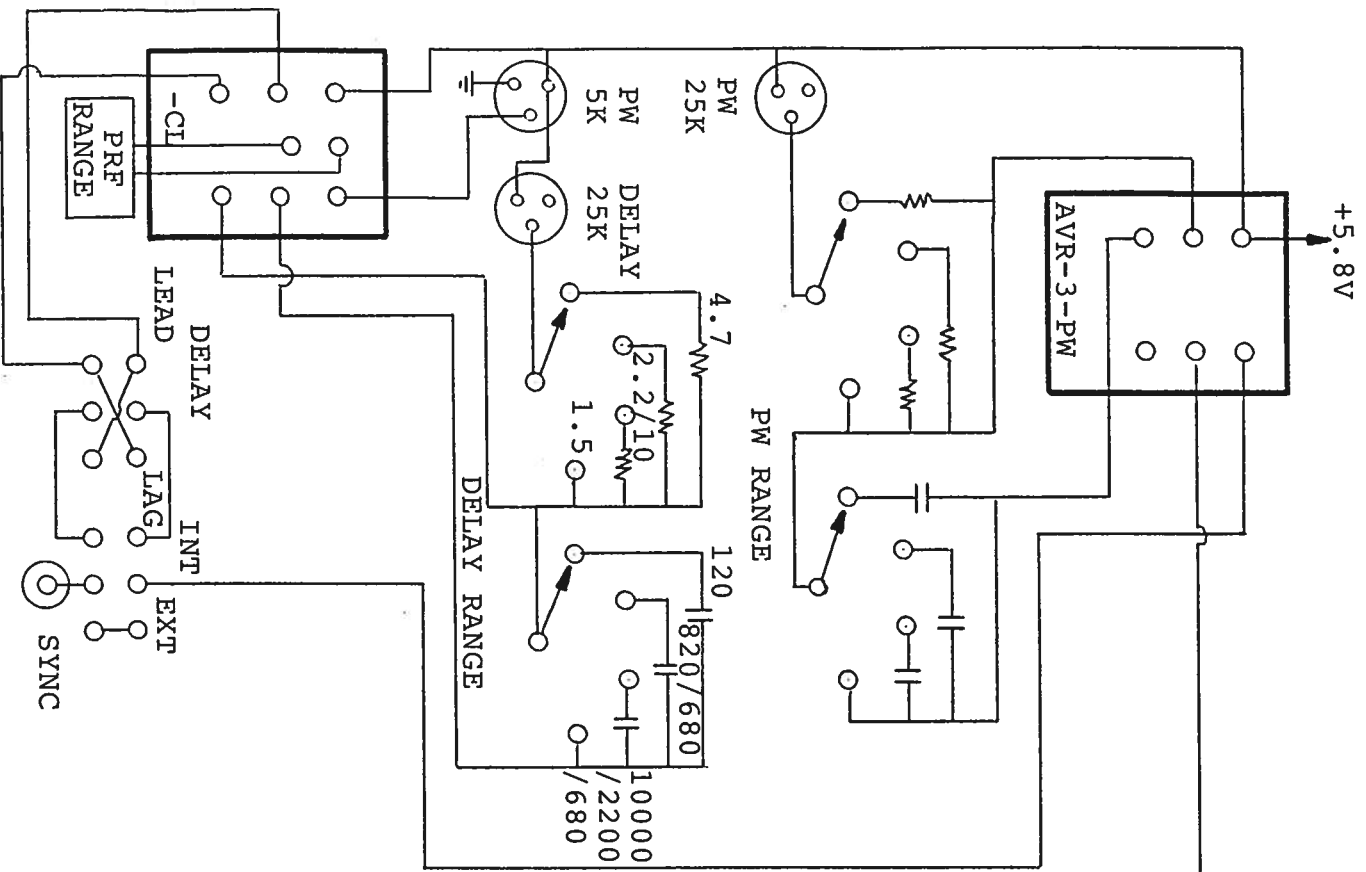 +5.8V
AVR-3-PW
PW
25K
PW RANGE
PW
5K
DELAY
25K
4.7
2.2/10
1.5
DELAY RANGE
120
820/680
10000
/2200
/680
-CL
PRF
RANGE
DELAY
LEAD
LAG
INT
EXT
SYNC